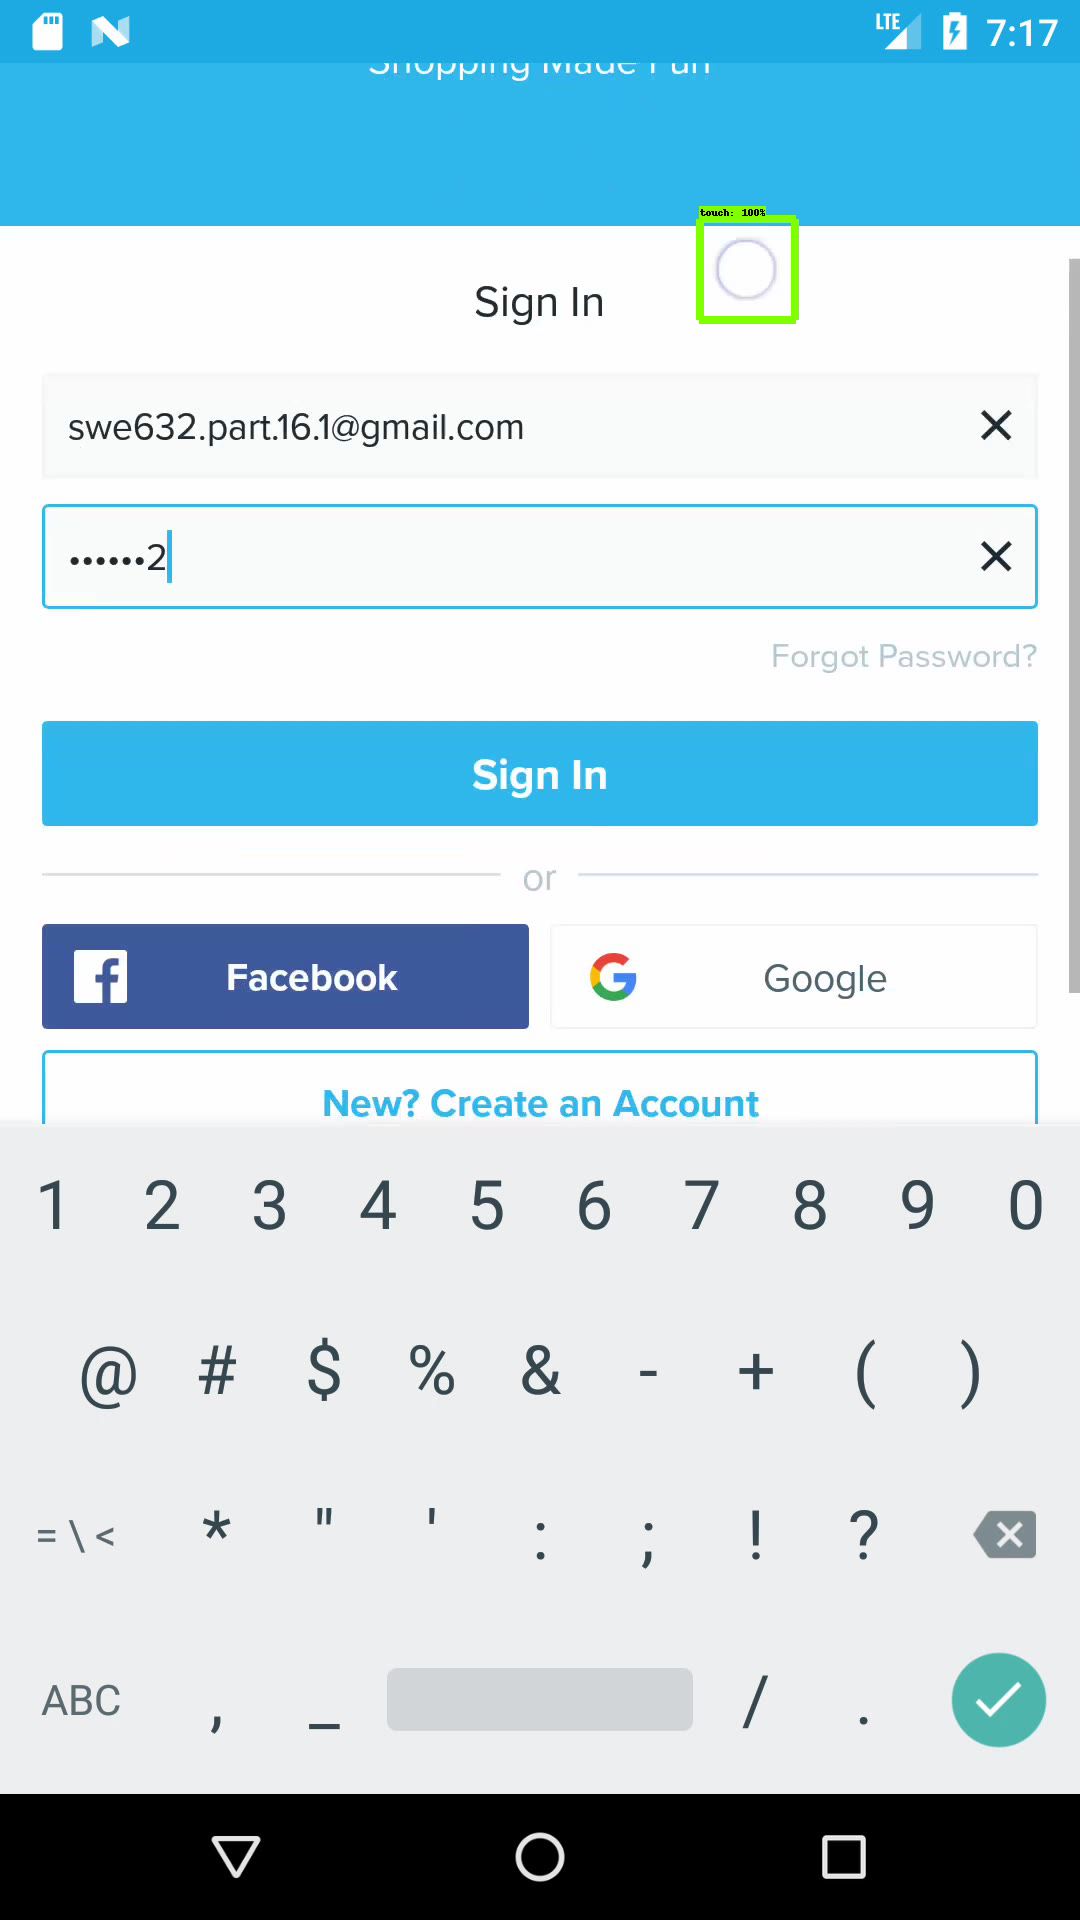 LTE 7:17
Shopping Made Fun
touch: 100%
Sign In
swe632.part.16.1@gmail.com
••••••2
Forgot Password?
Sign In
or
Facebook
Google
New? Create an Account
1 2 3 4 5 6 7 8 9 0
@ # $ % & - + ( )
= \ < * " ' : ; ! ?
ABC , _ / .